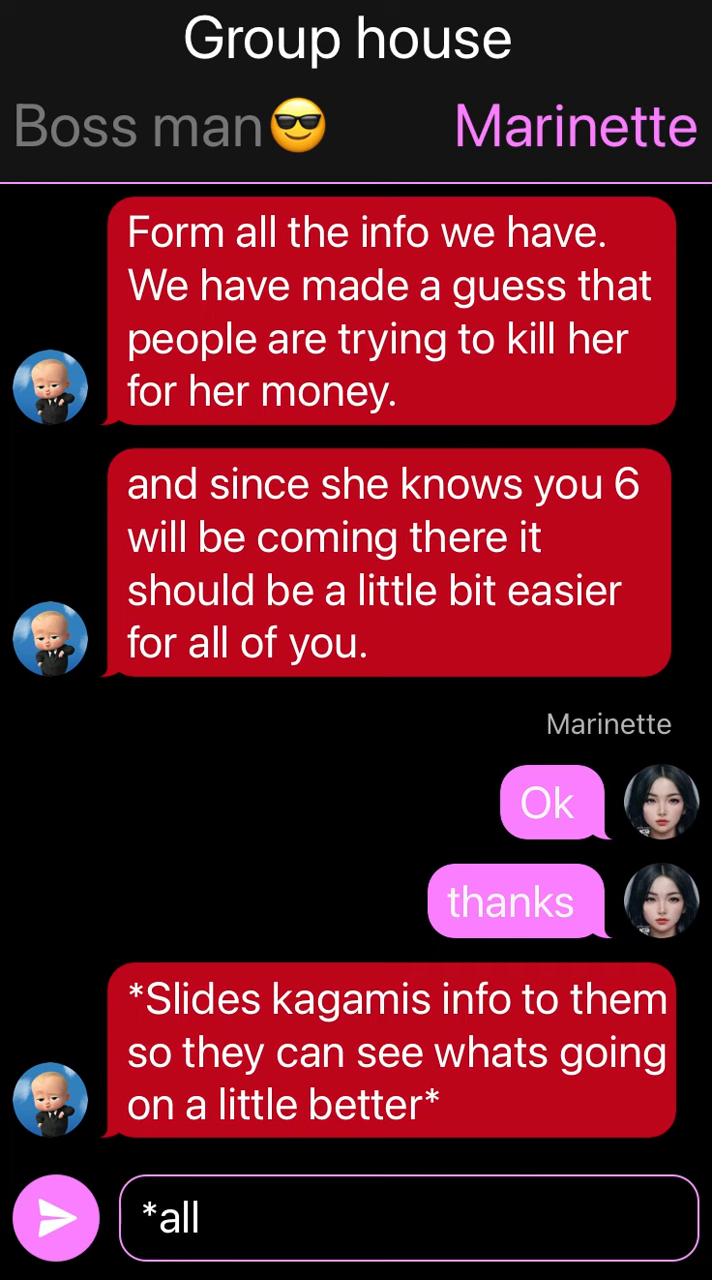 Group house
Boss man😎 Marinette
Form all the info we have.
We have made a guess that
people are trying to kill her
for her money.
and since she knows you 6
will be coming there it
should be a little bit easier
for all of you.
Marinette
Ok
thanks
*Slides kagamis info to them
so they can see whats going
on a little better*
*all